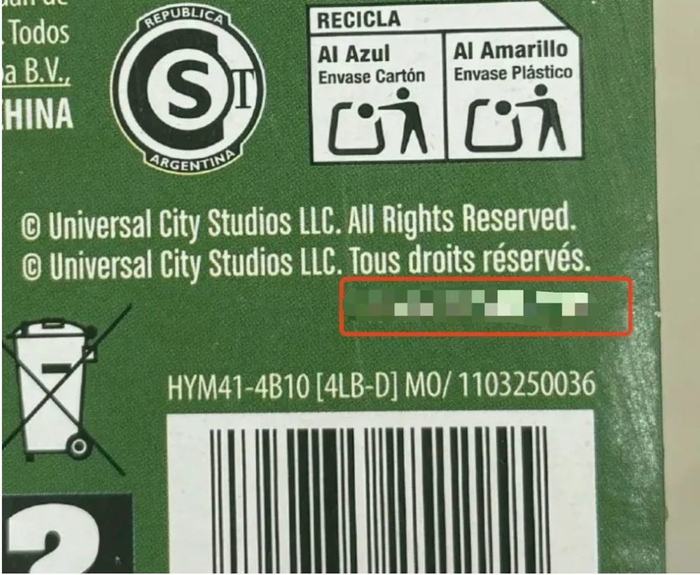 Todos
a B.V.,
HINA
REPUBLICA
S
T
ARGENTINA
RECICLA
Al Azul
Envase Cartón
Al Amarillo
Envase Plástico
© Universal City Studios LLC. All Rights Reserved.
© Universal City Studios LLC. Tous droits réservés.
HYM41-4B10 [4LB-D] MO/ 1103250036
?